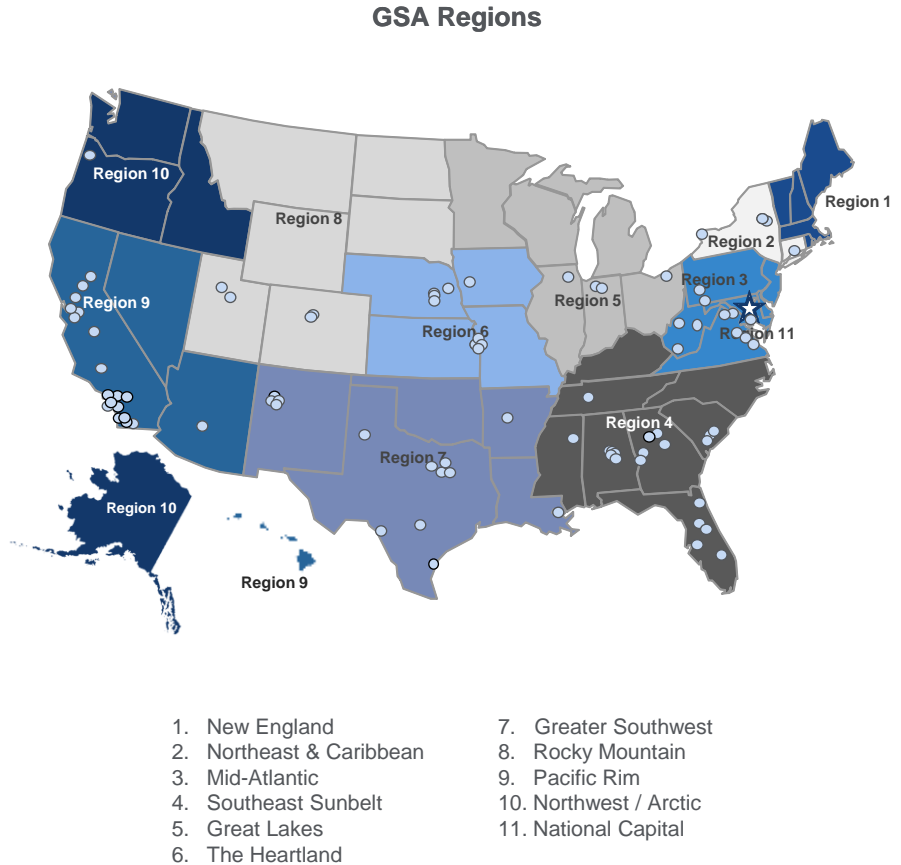 GSA Regions
Region 10
Region 1
Region 8
Region 2
Region 3
Region 9
Region 5
Region 6
Region 11
Region 4
Region 7
Region 10
Region 9
1. New England
2. Northeast & Caribbean
3. Mid-Atlantic
4. Southeast Sunbelt
5. Great Lakes
6. The Heartland
7. Greater Southwest
8. Rocky Mountain
9. Pacific Rim
10. Northwest / Arctic
11. National Capital